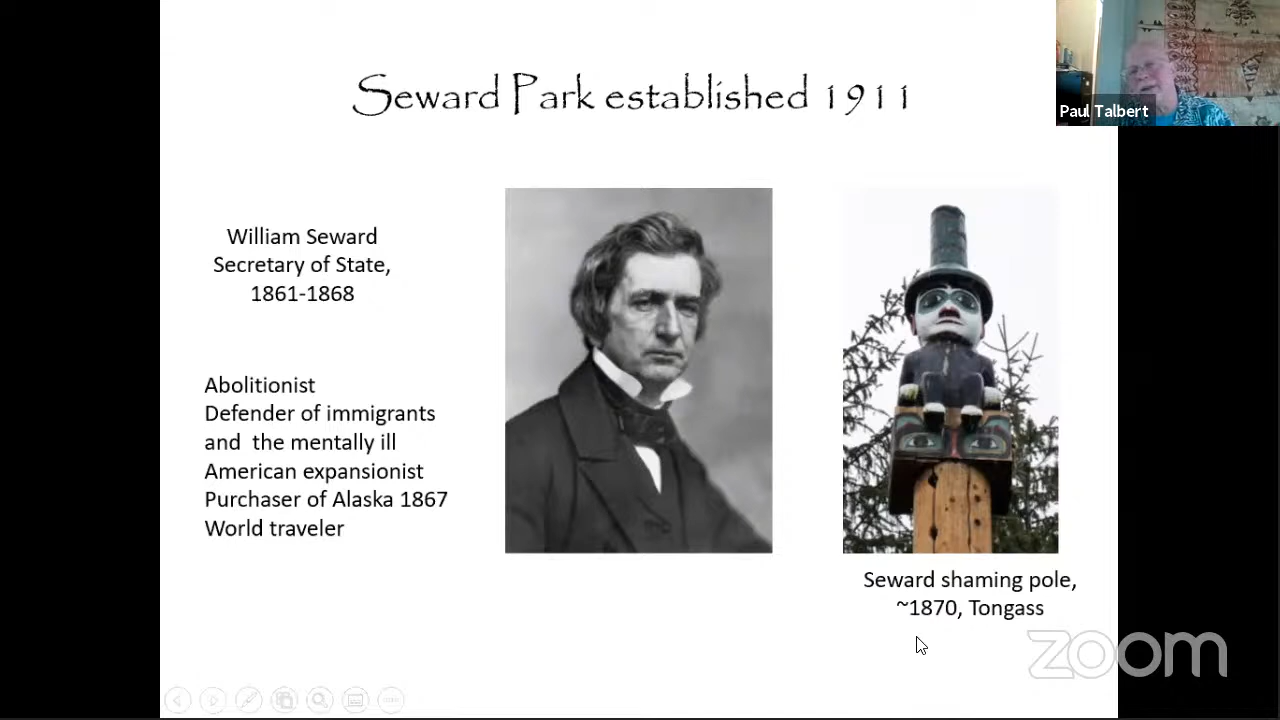 Seward Park established 1911
Paul Talbert
William Seward
Secretary of State,
1861-1868
Abolitionist
Defender of immigrants
and the mentally ill
American expansionist
Purchaser of Alaska 1867
World traveler
Seward shaming pole,
~1870, Tongass
zoom